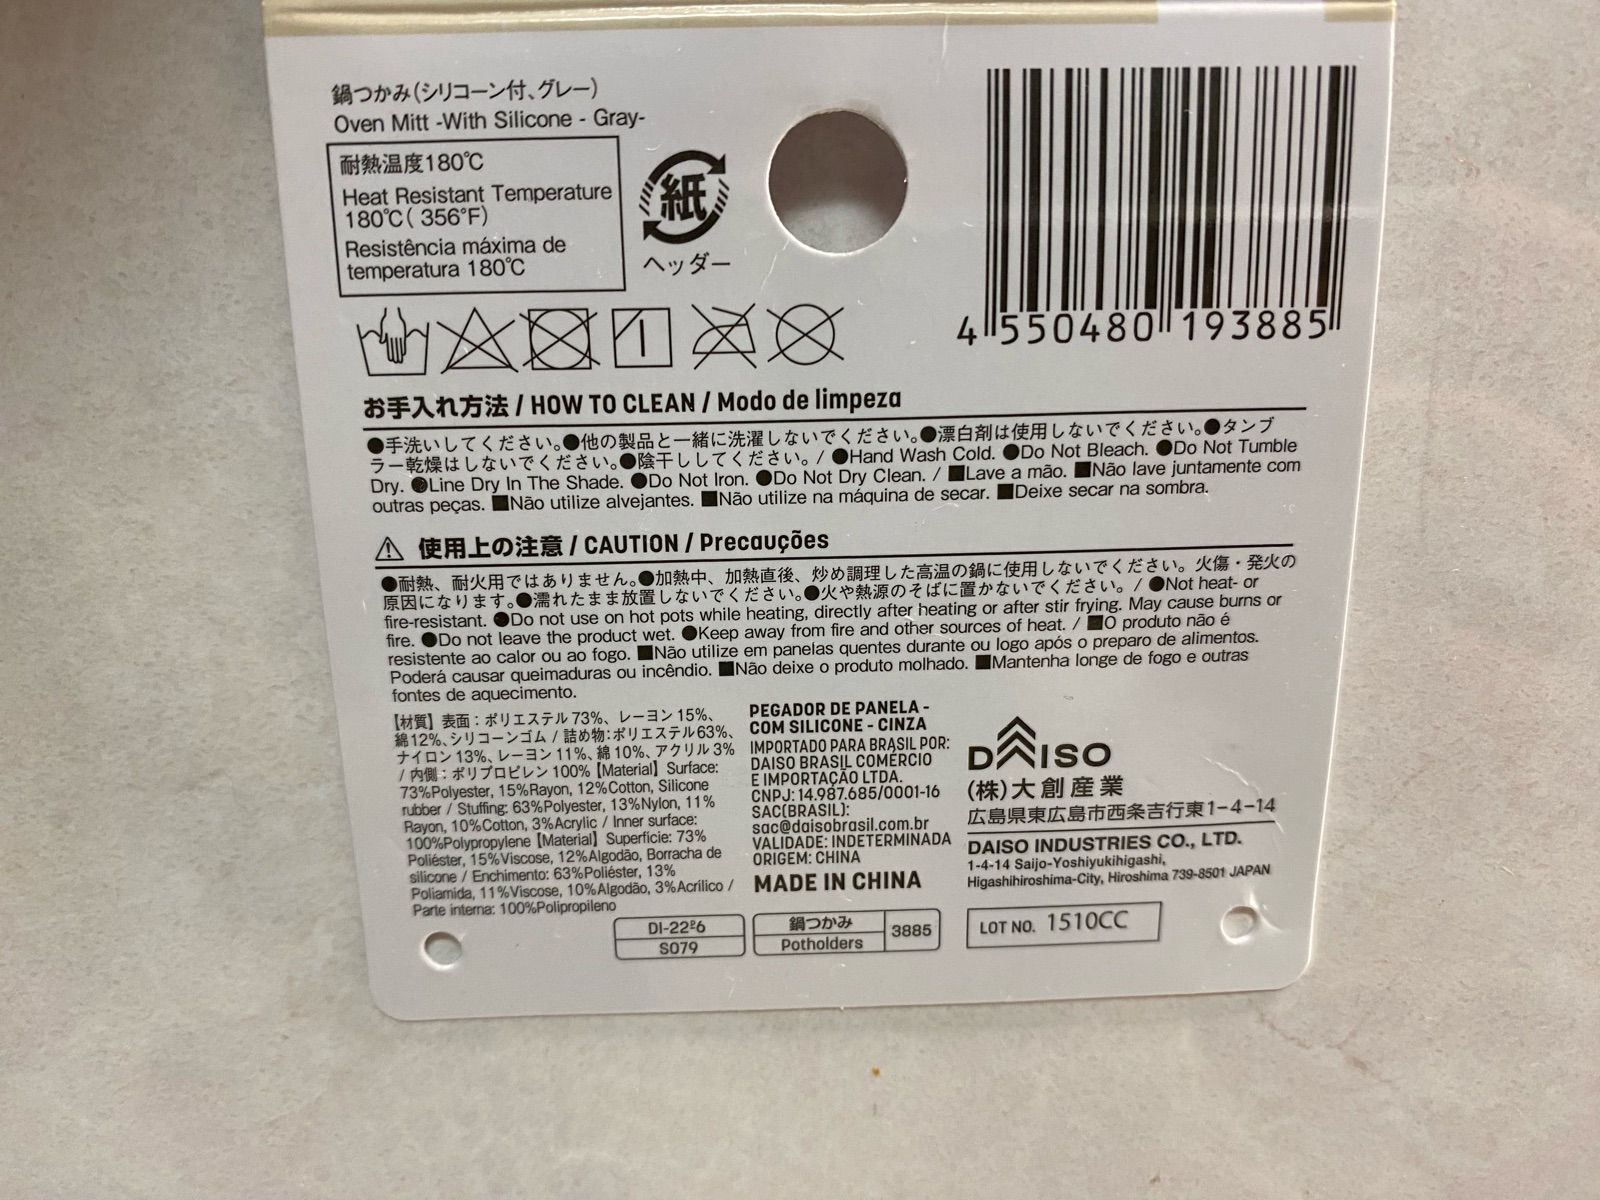 鍋つかみ(シリコーン付、グレー)
Oven Mitt -With Silicone - Gray-
耐熱温度180℃
Heat Resistant Temperature
180℃( 356°F)
Resistência máxima de
temperatura 180℃
紙
ヘッダー
4 550480 193885
お手入れ方法 / HOW TO CLEAN / Modo de limpeza
●手洗いしてください。●他の製品と一緒に洗濯しないでください。●漂白剤は使用しないでください。●タンブ
ラー乾燥はしないでください。●陰干ししてください。 / ●Hand Wash Cold. ●Do Not Bleach. ●Do Not Tumble
Dry. ●Line Dry In The Shade. ●Do Not Iron. ●Do Not Dry Clean. / ■Lave a mão. ■Não lave juntamente com
outras peças. ■Não utilize alvejantes. ■Não utilize na máquina de secar. ■Deixe secar na sombra.
使用上の注意 / CAUTION / Precauções
●耐熱、耐火用ではありません。●加熱中、加熱直後、炒め調理した高温の鍋に使用しないでください。火傷・発火の
原因になります。●濡れたまま放置しないでください。●火や熱源のそばに置かないでください。 / ●Not heat- or
fire-resistant. ●Do not use on hot pots while heating, directly after heating or after stir frying. May cause burns or
fire. ●Do not leave the product wet. ●Keep away from fire and other sources of heat. / ■O produto não é
resistente ao calor ou ao fogo. ■Não utilize em panelas quentes durante ou logo após o preparo de alimentos.
Poderá causar queimaduras ou incêndio. ■Não deixe o produto molhado. ■Mantenha longe de fogo e outras
fontes de aquecimento.
【材質】表面：ポリエステル73%、レーヨン15%、
綿12%、シリコーンゴム / 詰め物：ポリエステル63%、
ナイロン13%、レーヨン11%、綿10%、アクリル3%
/ 内側：ポリプロピレン100%【Material】Surface:
73%Polyester, 15%Rayon, 12%Cotton, Silicone
rubber / Stuffing: 63%Polyester, 13%Nylon, 11%
Rayon, 10%Cotton, 3%Acrylic / Inner surface:
100%Polypropylene【Material】Superfície: 73%
Poliéster, 15%Viscose, 12%Algodão, Borracha de
silicone / Enchimento: 63%Poliéster, 13%
Poliamida, 11%Viscose, 10%Algodão, 3%Acrílico /
Parte interna: 100%Polipropileno
PEGADOR DE PANELA -
COM SILICONE - CINZA
IMPORTADO PARA BRASIL POR:
DAISO BRASIL COMÉRCIO
E IMPORTAÇÃO LTDA.
CNPJ: 14.987.685/0001-16
SAC(BRASIL):
sac@daisobrasil.com.br
VALIDADE: INDETERMINADA
ORIGEM: CHINA
MADE IN CHINA
DAISO
(株)大創産業
広島県東広島市西条吉行東1-4-14
DAISO INDUSTRIES CO., LTD.
1-4-14 Saijo-Yoshiyukihigashi,
Higashihiroshima-City, Hiroshima 739-8501 JAPAN
DI-22º6
S079
鍋つかみ
Potholders
3885
LOT NO. 1510CC